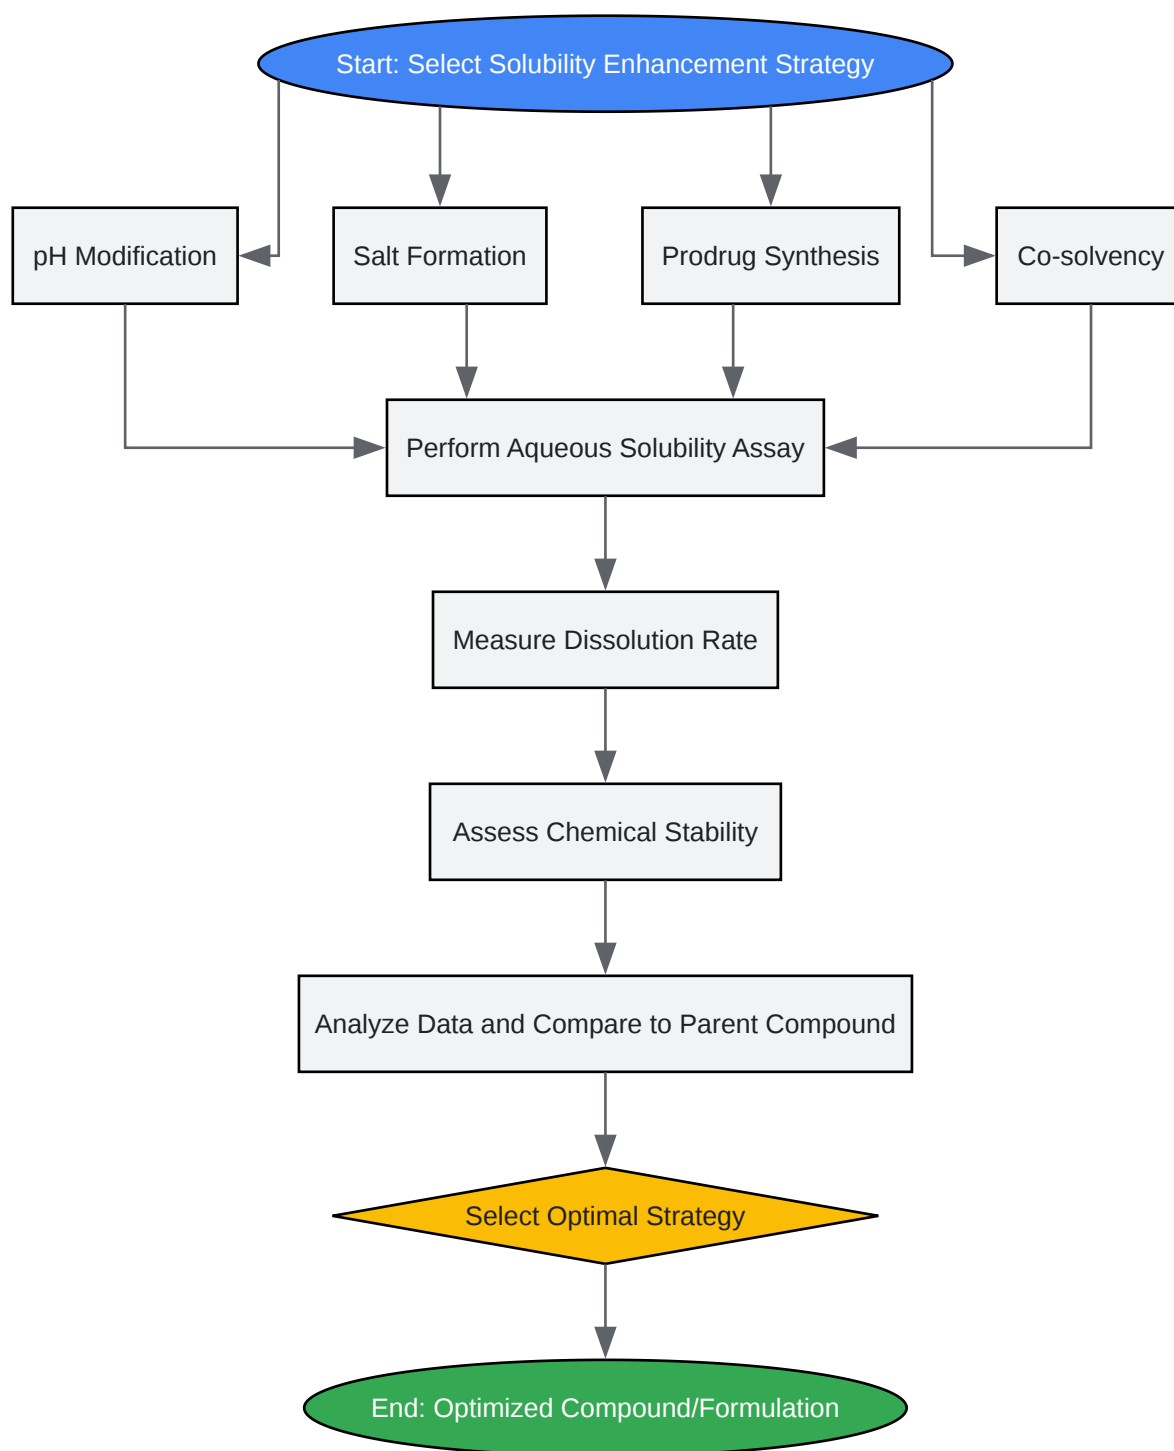 Start: Select Solubility Enhancement Strategy
pH Modification
Salt Formation
Prodrug Synthesis
Co-solvency
Perform Aqueous Solubility Assay
Measure Dissolution Rate
Assess Chemical Stability
Analyze Data and Compare to Parent Compound
Select Optimal Strategy
End: Optimized Compound/Formulation